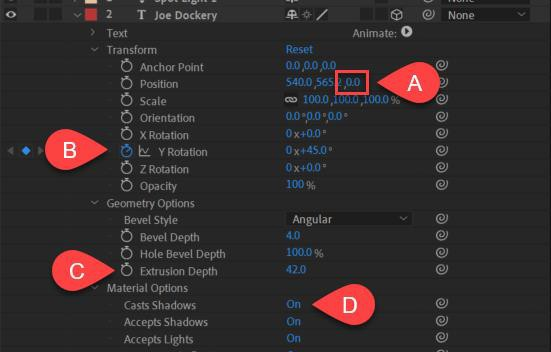 Spot Light 1 None
2 T Joe Dockery None
Text Animate:
Transform Reset
Anchor Point 0.0,0.0,0.0
Position 540.0,565.2,0.0 A
Scale 100.0,100.0,100.0 %
Orientation 0.0°,0.0°,0.0°
X Rotation 0x+0.0°
B Y Rotation 0x+45.0°
Z Rotation 0x+0.0°
Opacity 100 %
Geometry Options
Bevel Style Angular
Bevel Depth 4.0
Hole Bevel Depth 100.0 %
C Extrusion Depth 42.0
Material Options
Casts Shadows On D
Accepts Shadows On
Accepts Lights On